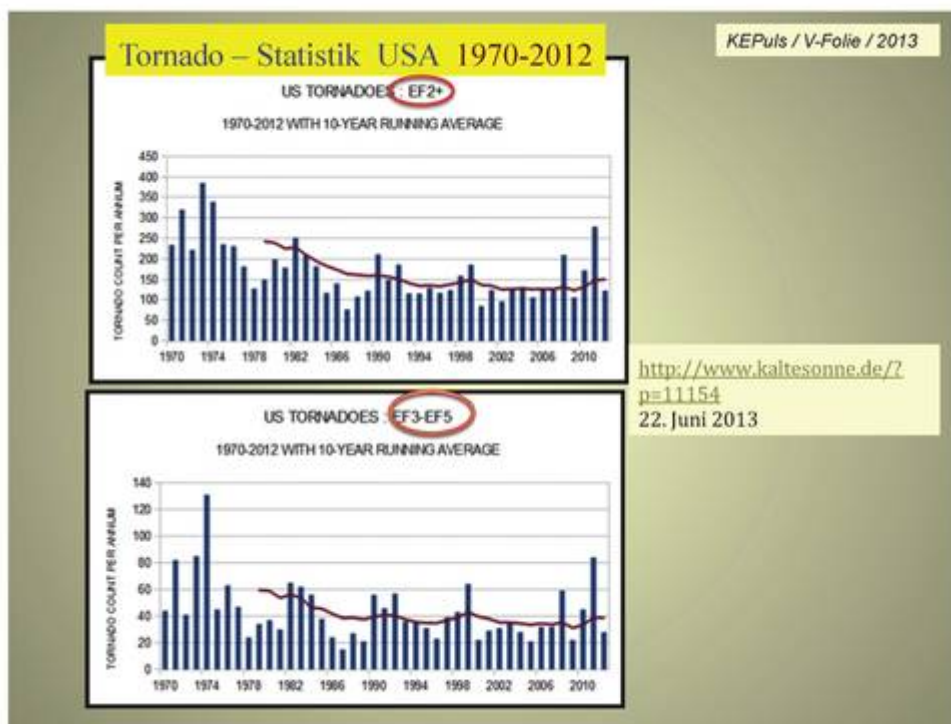 Tornado – Statistik USA 1970-2012
KEPuls / V-Folie / 2013
US TORNADOES : EF2+
1970-2012 WITH 10-YEAR RUNNING AVERAGE
TORNADO COUNT PER ANNUM
450
400
350
300
250
200
150
100
50
0
1970 1974 1978 1982 1986 1990 1994 1998 2002 2006 2010
http://www.kaltesonne.de/?
p=11154
22. Juni 2013
US TORNADOES : EF3-EF5
1970-2012 WITH 10-YEAR RUNNING AVERAGE
TORNADO COUNT PER ANNUM
140
120
100
80
60
40
20
0
1970 1974 1978 1982 1986 1990 1994 1998 2002 2006 2010